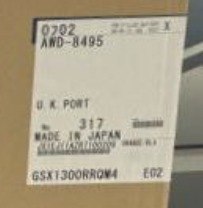 0702 X
AWD-8495
U.K PORT
No 317
MADE IN JAPAN
GSX1300RRQM4 E02